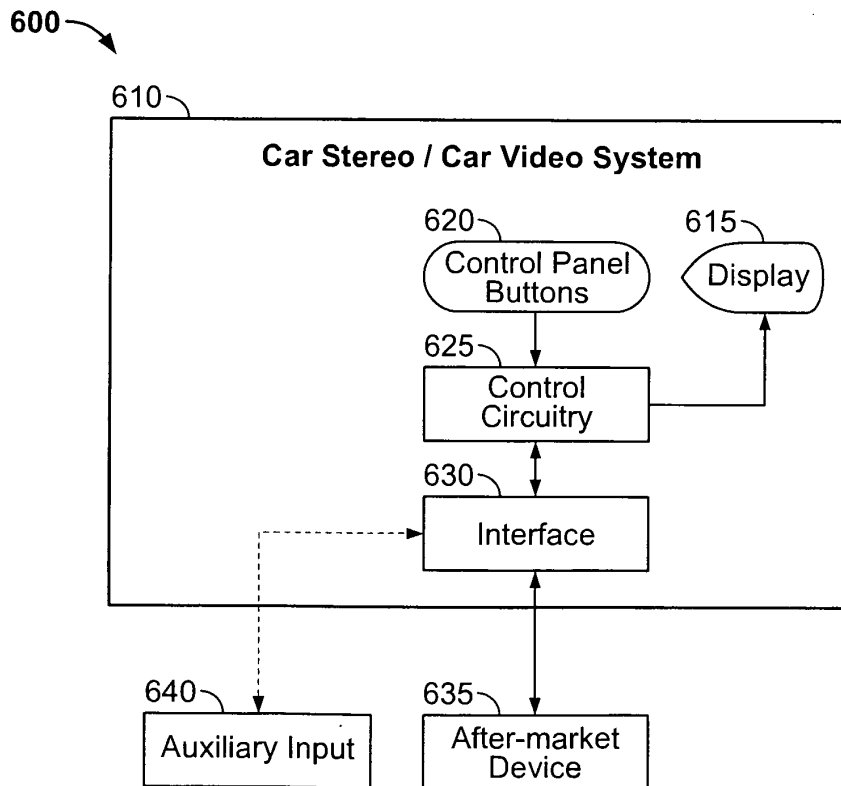 600
610
Car Stereo / Car Video System
620
615
Control Panel
Buttons
Display
625
Control
Circuitry
630
Interface
640
635
Auxiliary Input
After-market
Device